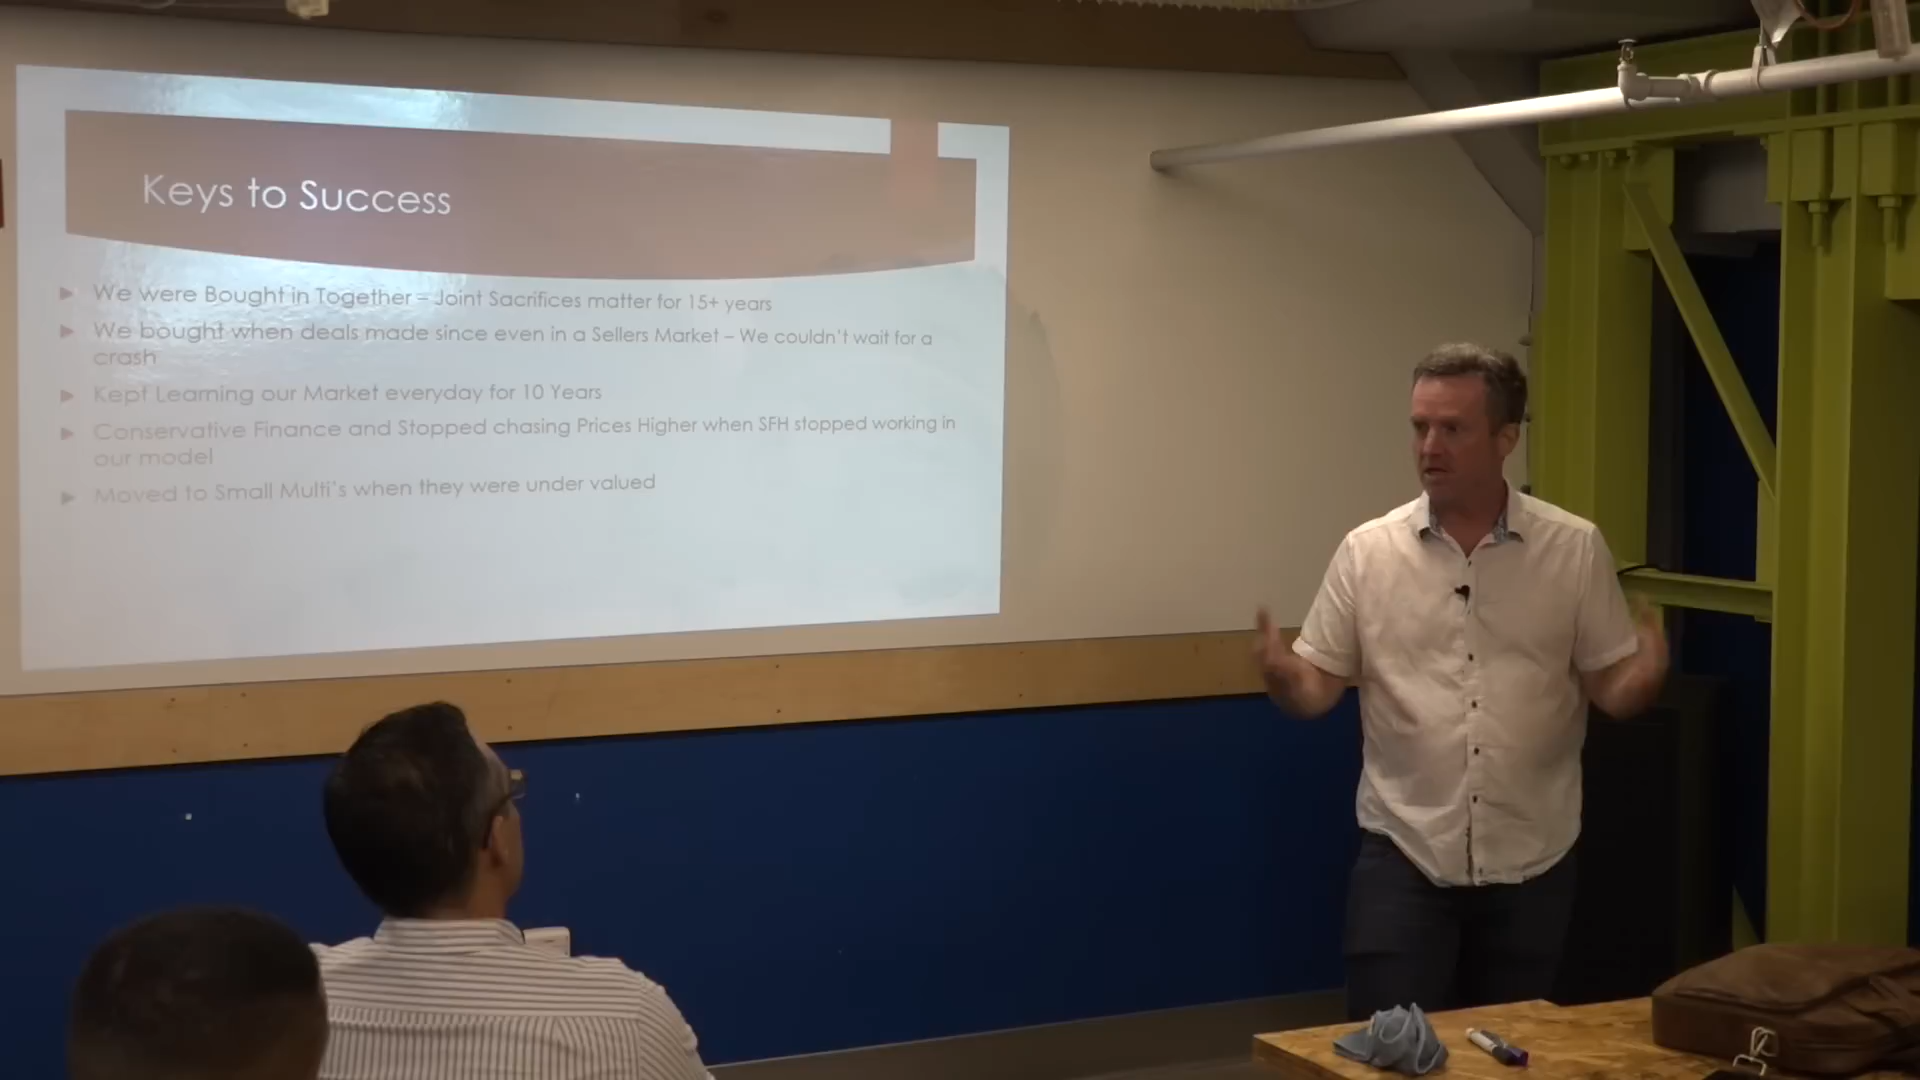 Keys to Success
We were Bought in Together – Joint Sacrifices matter for 15+ years
We bought when deals made since even in a Sellers Market – We couldn't wait for a
crash
Kept Learning our Market everyday for 10 Years
Conservative Finance and Stopped chasing Prices Higher when SFH stopped working in
our model
Moved to Small Multi's when they were under valued